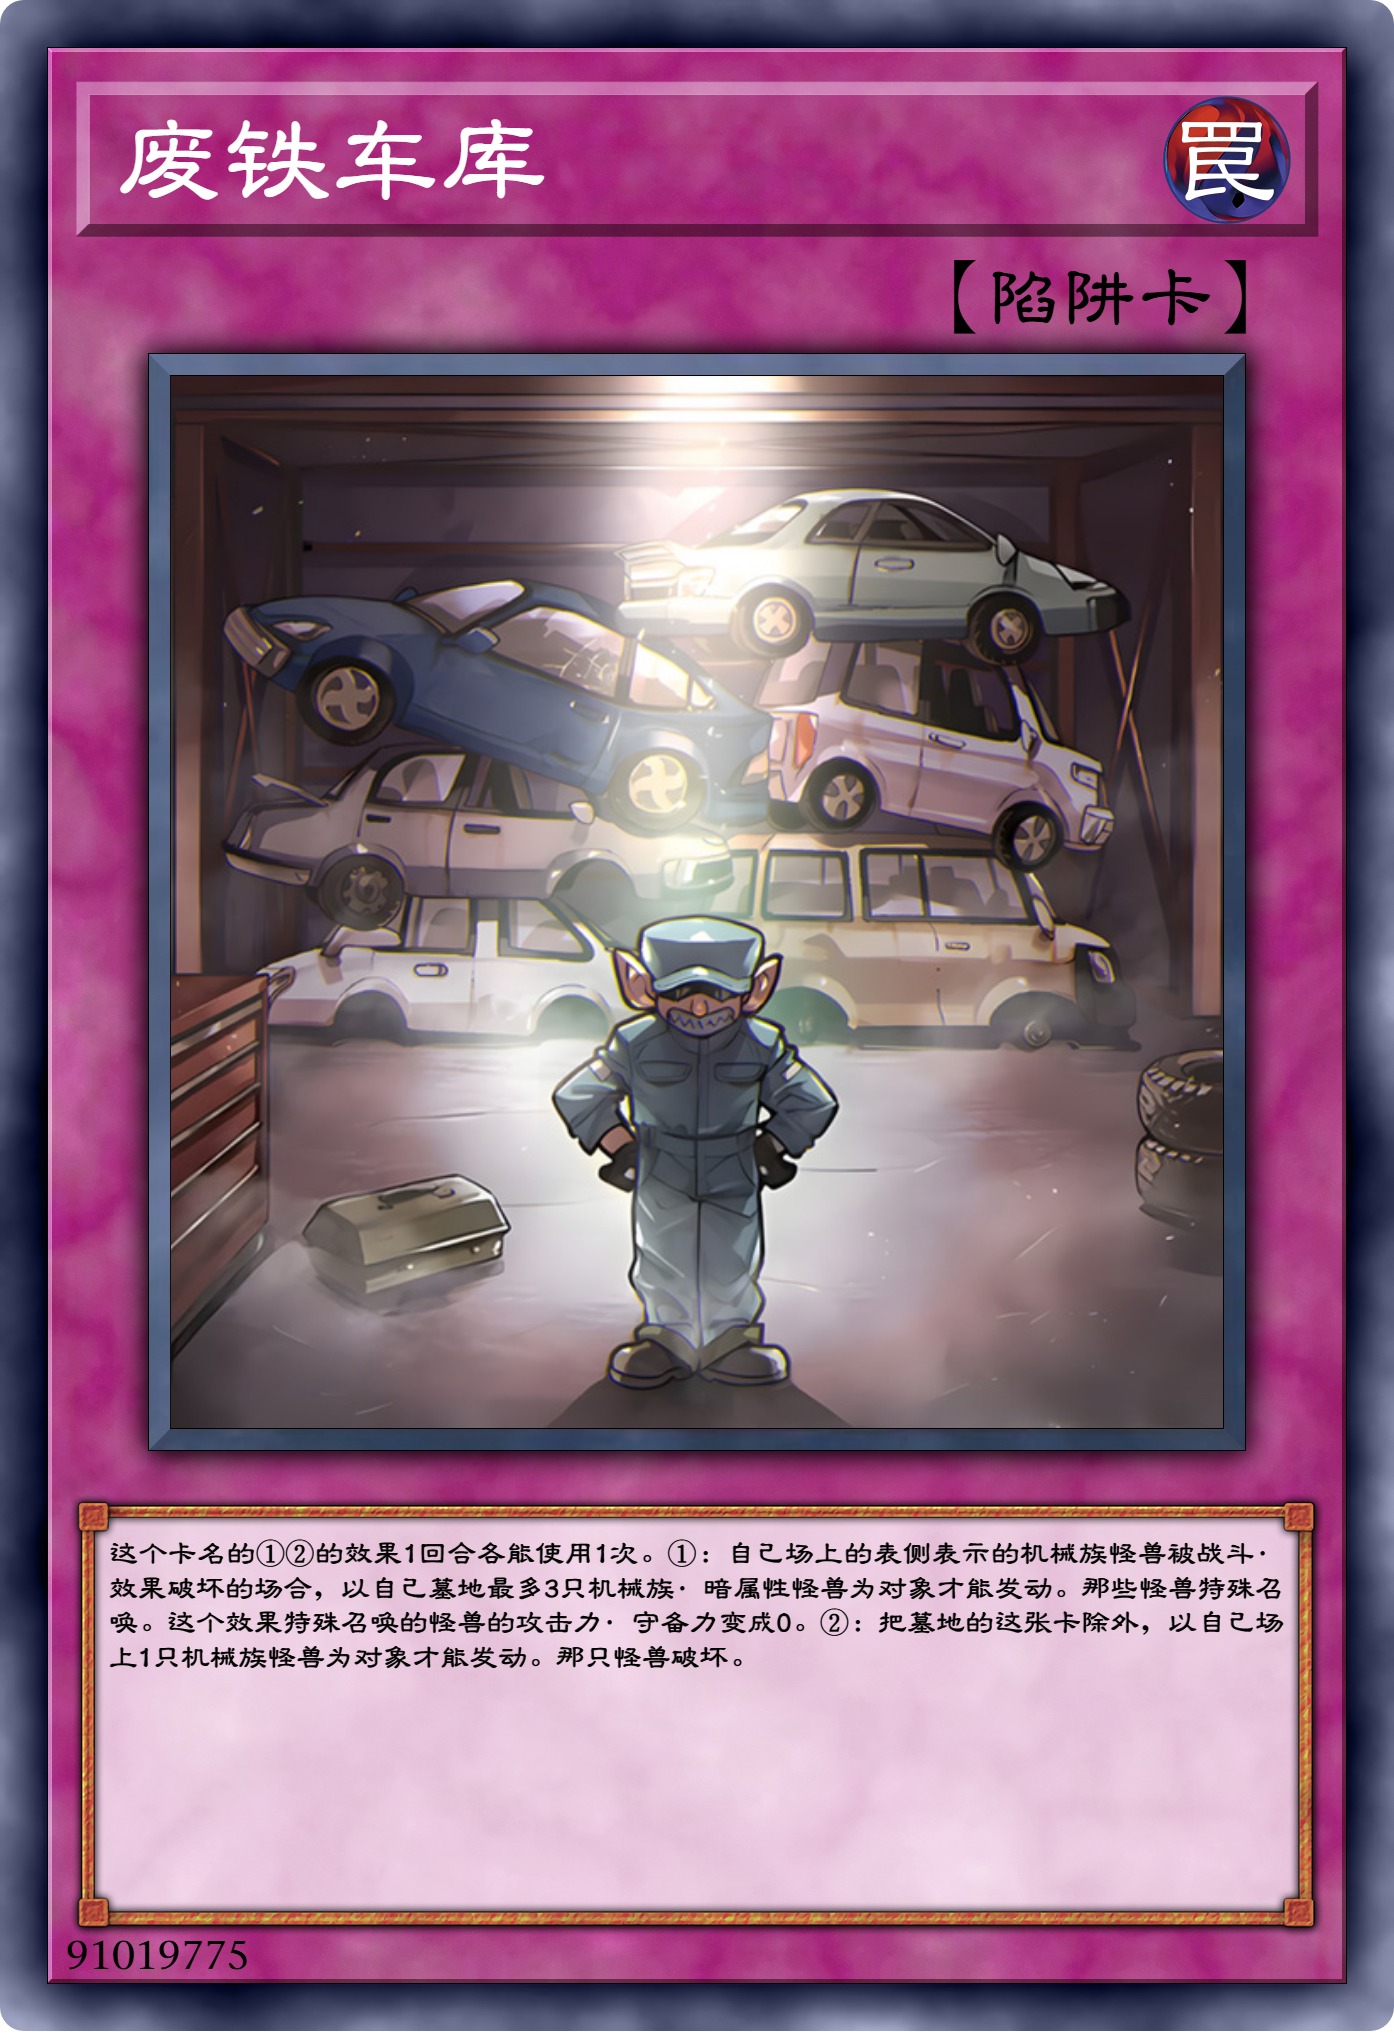 废铁车库
罠
【陷阱卡】
这个卡名的①②的效果1回合各能使用1次。①：自己场上的表侧表示的机械族怪兽被战斗·
效果破坏的场合，以自己墓地最多3只机械族·暗属性怪兽为对象才能发动。那些怪兽特殊召
唤。这个效果特殊召唤的怪兽的攻击力·守备力变成0。②：把墓地的这张卡除外，以自己场
上1只机械族怪兽为对象才能发动。那只怪兽破坏。
91019775